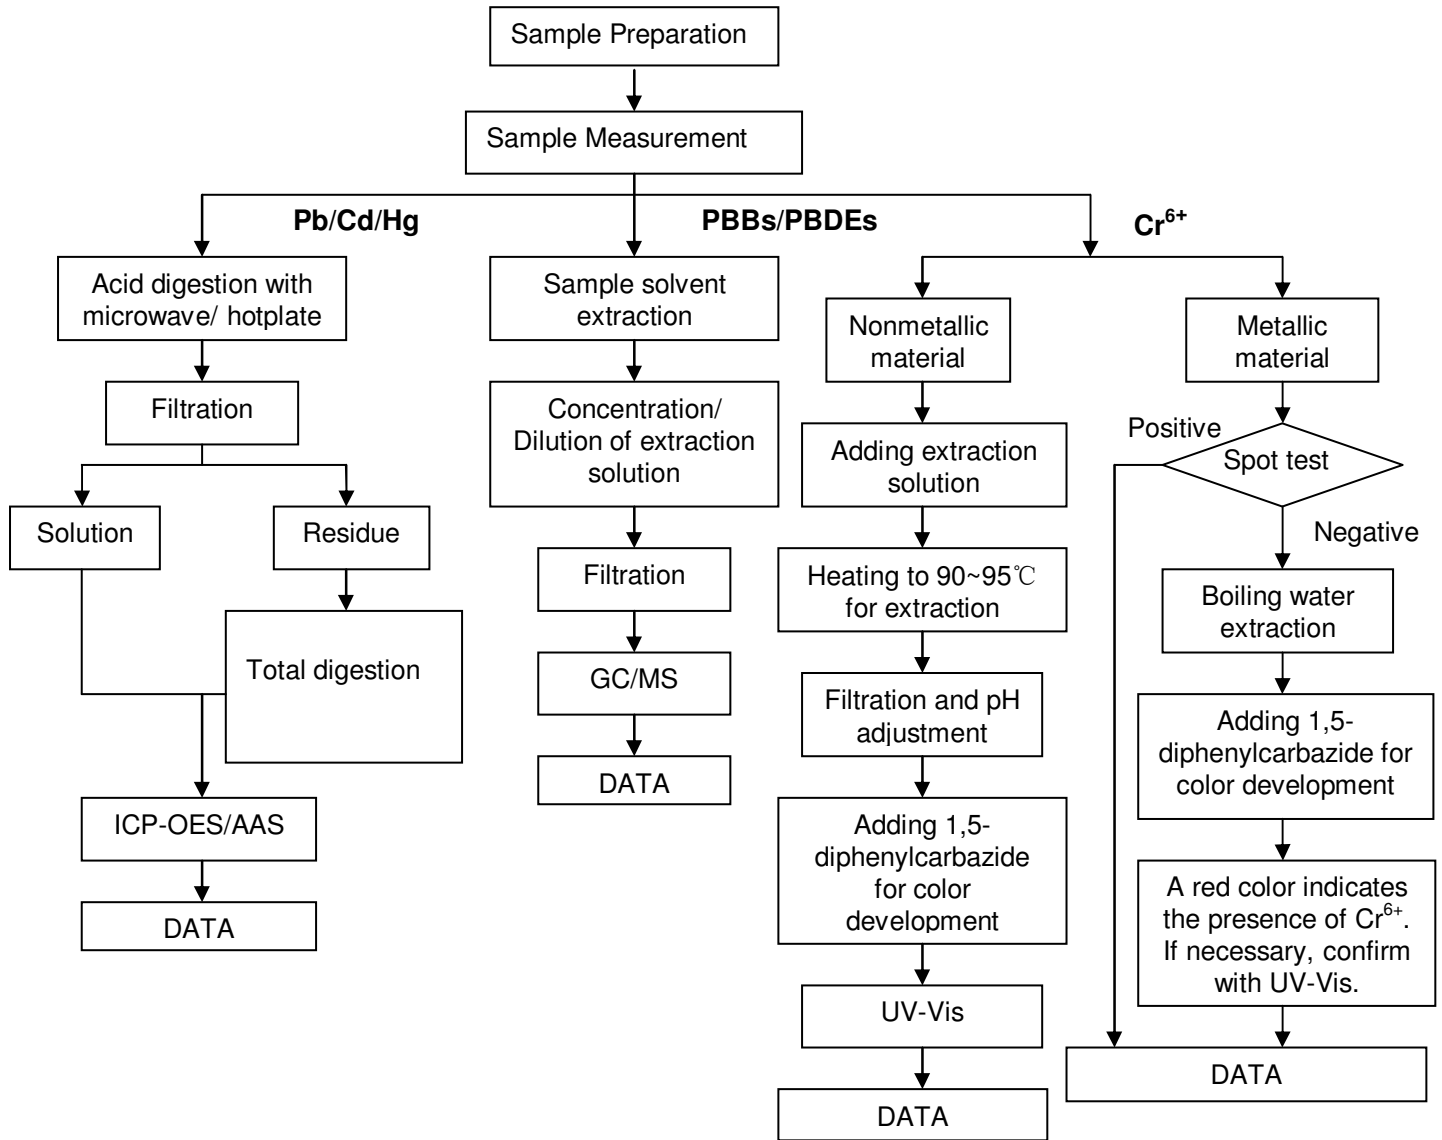 Sample Preparation
Sample Measurement
Pb/Cd/Hg
PBBs/PBDEs
Cr⁶⁺
Acid digestion with
microwave/ hotplate
Filtration
Solution
Residue
Total digestion
ICP-OES/AAS
DATA
Sample solvent
extraction
Concentration/
Dilution of extraction
solution
Filtration
GC/MS
DATA
Nonmetallic
material
Adding extraction
solution
Heating to 90~95℃
for extraction
Filtration and pH
adjustment
Adding 1,5-
diphenylcarbazide
for color
development
UV-Vis
DATA
Metallic
material
Positive
Spot test
Negative
Boiling water
extraction
Adding 1,5-
diphenylcarbazide for
color development
A red color indicates
the presence of Cr⁶⁺.
If necessary, confirm
with UV-Vis.
DATA